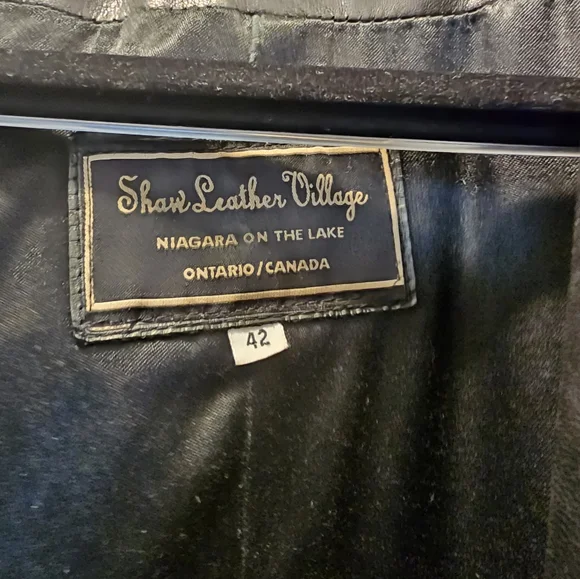 Shaw Leather Village
NIAGARA ON THE LAKE
ONTARIO/CANADA
42